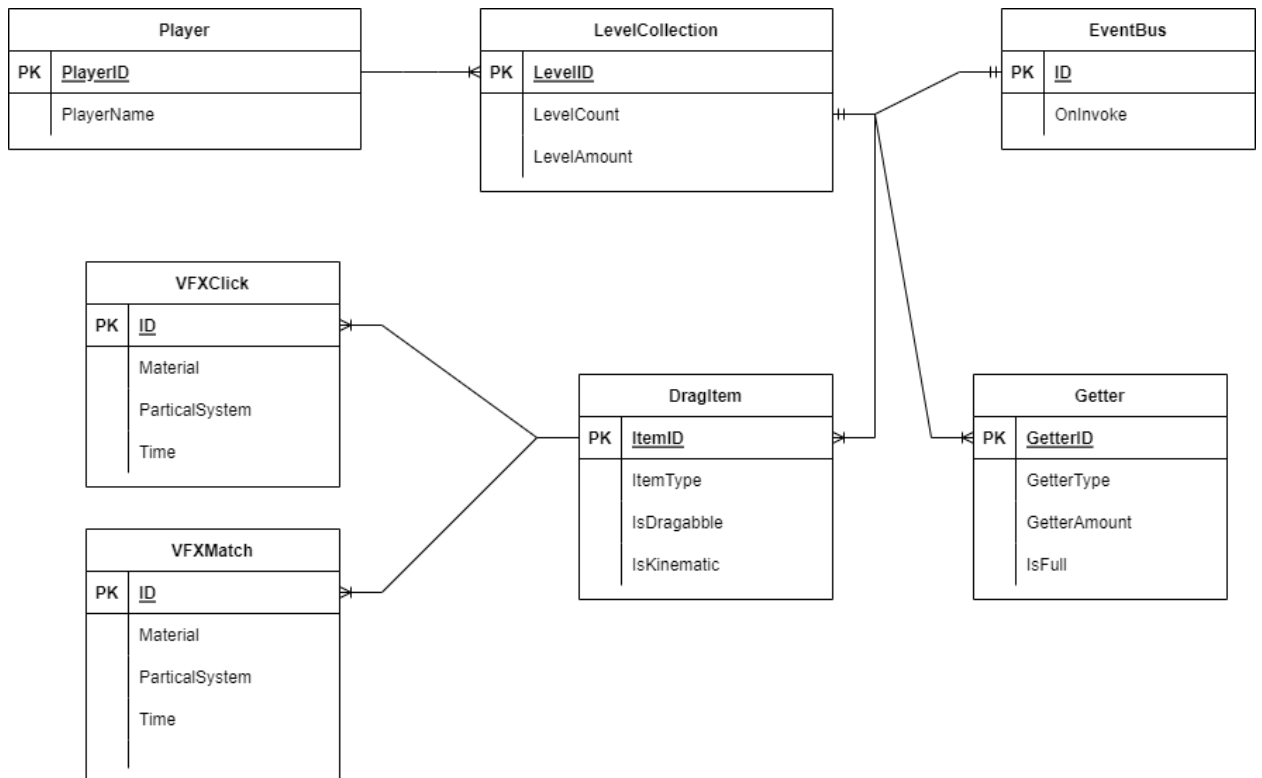 Player
PK PlayerID
PlayerName
LevelCollection
PK LevelID
LevelCount
LevelAmount
EventBus
PK ID
OnInvoke
VFXClick
PK ID
Material
ParticalSystem
Time
DragItem
PK ItemID
ItemType
IsDragabble
IsKinematic
Getter
PK GetterID
GetterType
GetterAmount
IsFull
VFXMatch
PK ID
Material
ParticalSystem
Time